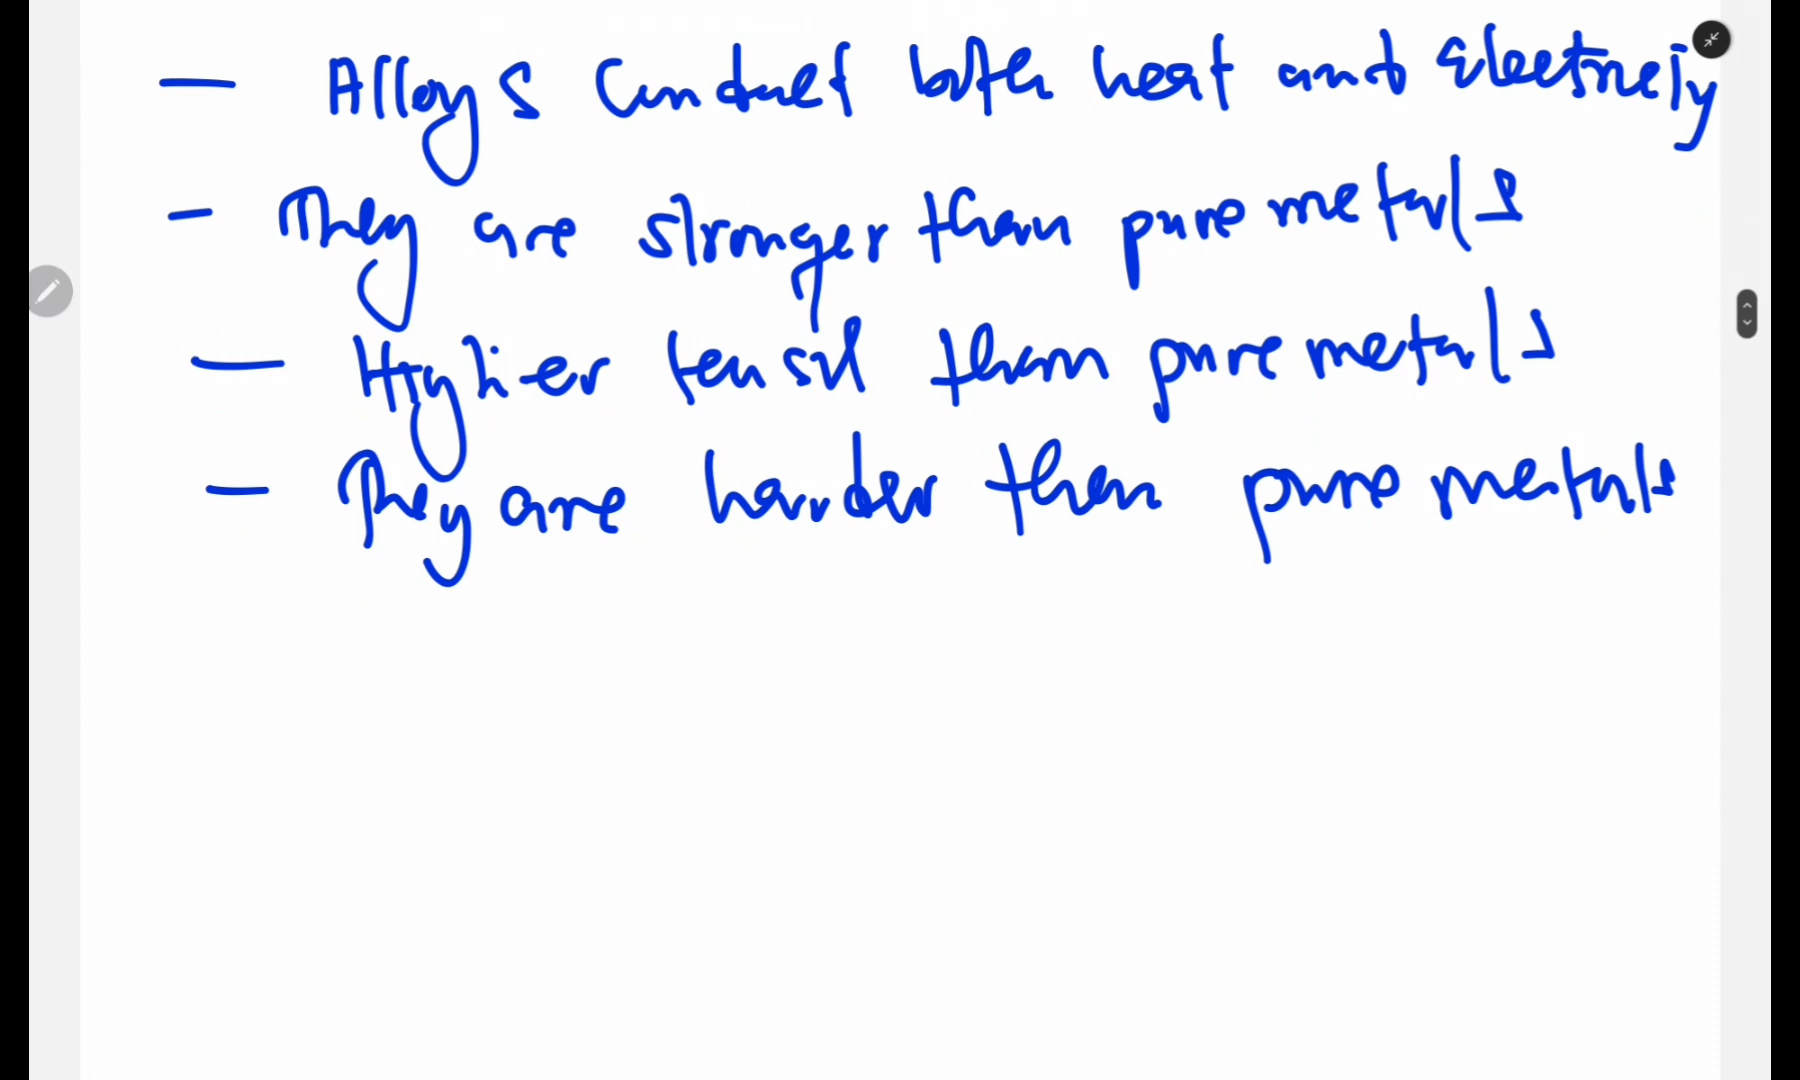 — Alloys Conduct both heat and Electricity
- They are stronger than pure metals
— Higher tensil than pure metals
— They are harder than pure metals